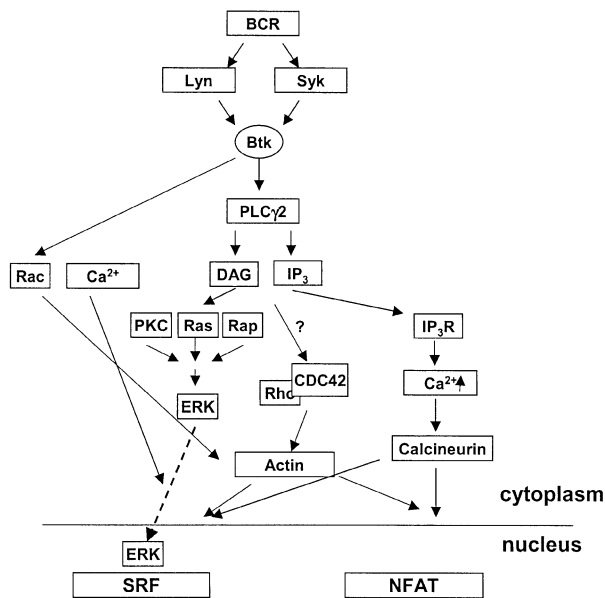 BCR
Lyn
Syk
Btk
PLCγ2
Rac
Ca²⁺
DAG
IP₃
PKC
Ras
Rap
?
IP₃R
CDC42
Ca²⁺
Rho
ERK
Calcineurin
Actin
cytoplasm
nucleus
ERK
SRF
NFAT